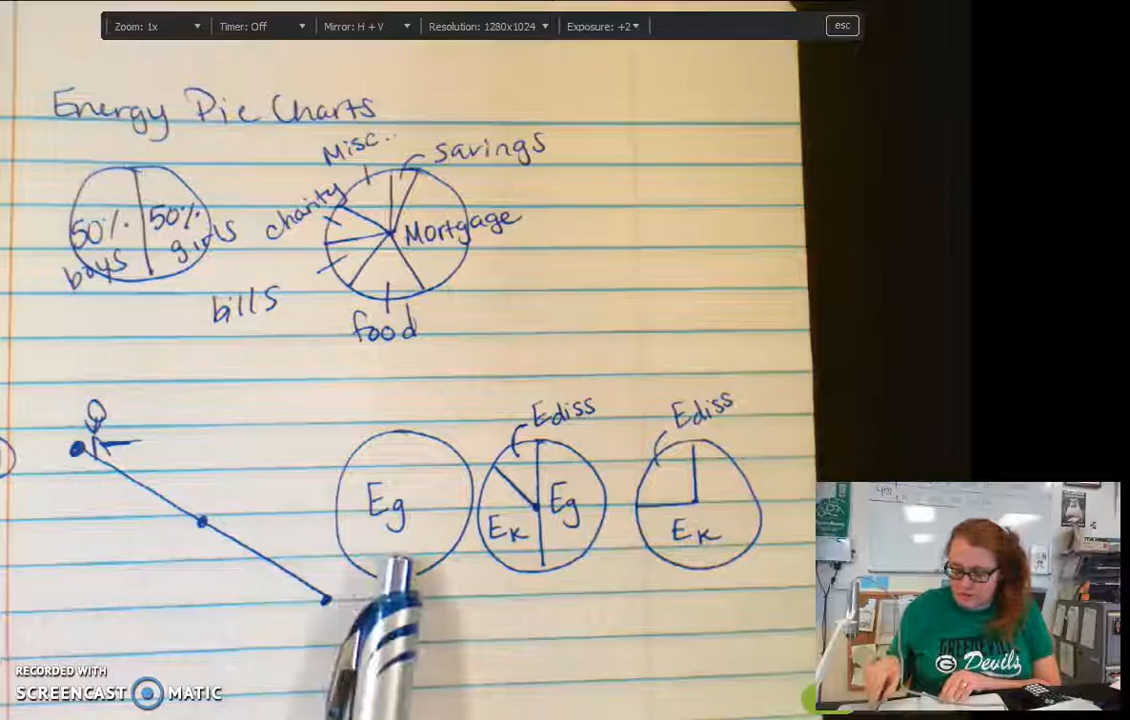 Zoom: 1x Timer: Off Mirror: H + V Resolution: 1280x1024 Exposure: +2 esc
Energy Pie Charts
Misc..
savings
charity
50%
boys
50%
girls
Mortgage
bills
food
Ediss
Ediss
Eg
Ek
Eg
Ek
RECORDED WITH
SCREENCAST MATIC
GREENEVILLE
G Devils